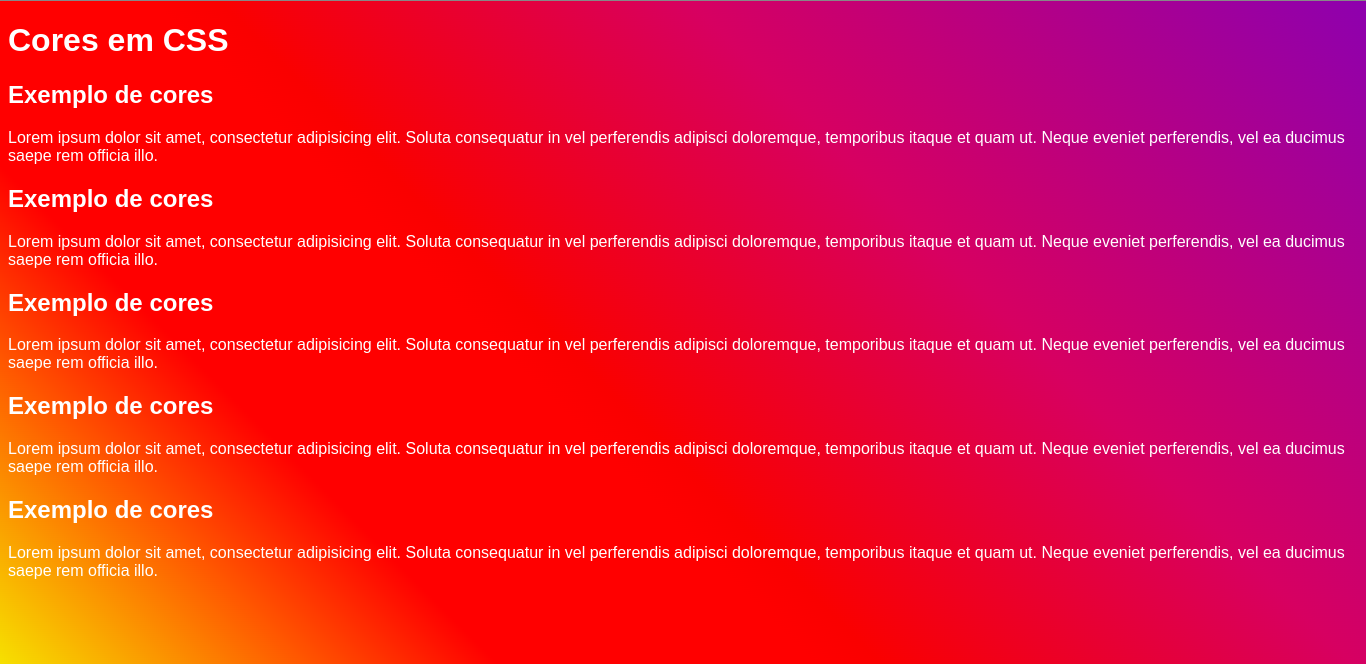 Cores em CSS
Exemplo de cores
Lorem ipsum dolor sit amet, consectetur adipisicing elit. Soluta consequatur in vel perferendis adipisci doloremque, temporibus itaque et quam ut. Neque eveniet perferendis, vel ea ducimus
saepe rem officia illo.
Exemplo de cores
Lorem ipsum dolor sit amet, consectetur adipisicing elit. Soluta consequatur in vel perferendis adipisci doloremque, temporibus itaque et quam ut. Neque eveniet perferendis, vel ea ducimus
saepe rem officia illo.
Exemplo de cores
Lorem ipsum dolor sit amet, consectetur adipisicing elit. Soluta consequatur in vel perferendis adipisci doloremque, temporibus itaque et quam ut. Neque eveniet perferendis, vel ea ducimus
saepe rem officia illo.
Exemplo de cores
Lorem ipsum dolor sit amet, consectetur adipisicing elit. Soluta consequatur in vel perferendis adipisci doloremque, temporibus itaque et quam ut. Neque eveniet perferendis, vel ea ducimus
saepe rem officia illo.
Exemplo de cores
Lorem ipsum dolor sit amet, consectetur adipisicing elit. Soluta consequatur in vel perferendis adipisci doloremque, temporibus itaque et quam ut. Neque eveniet perferendis, vel ea ducimus
saepe rem officia illo.